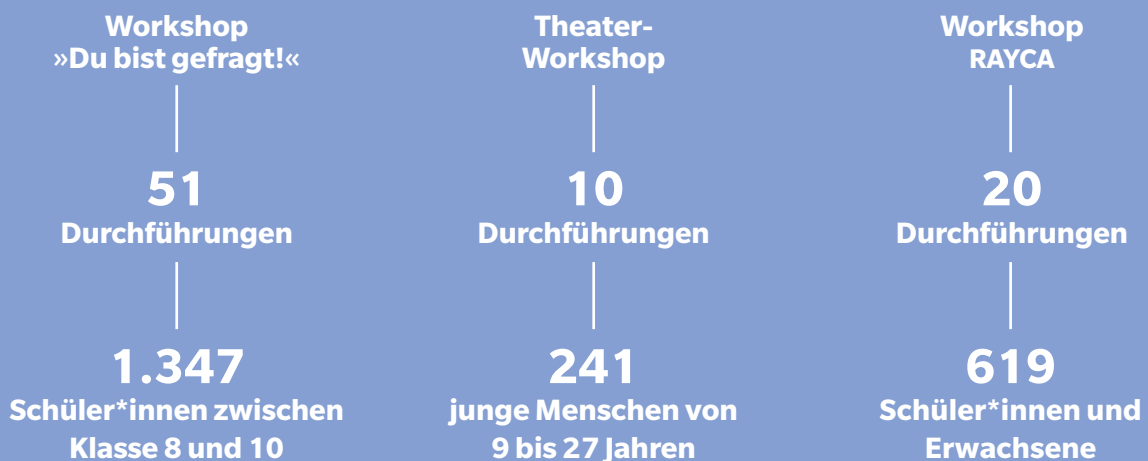 Workshop
»Du bist gefragt!«
51
Durchführungen
1.347
Schüler*innen zwischen
Klasse 8 und 10
Theater-
Workshop
10
Durchführungen
241
junge Menschen von
9 bis 27 Jahren
Workshop
RAYCA
20
Durchführungen
619
Schüler*innen und
Erwachsene